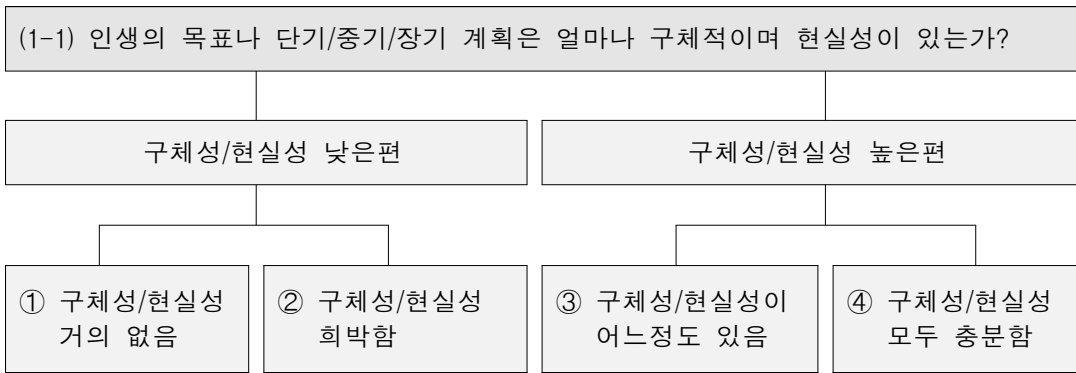 (1-1) 인생의 목표나 단기/중기/장기 계획은 얼마나 구체적이며 현실성이 있는가?
구체성/현실성 낮은편
구체성/현실성 높은편
① 구체성/현실성
거의 없음
② 구체성/현실성
희박함
③ 구체성/현실성이
어느정도 있음
④ 구체성/현실성
모두 충분함